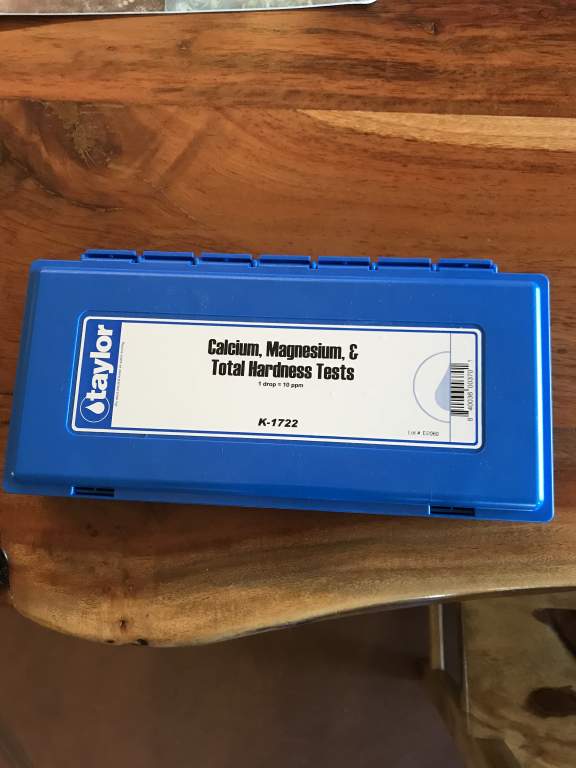 taylor
Calcium, Magnesium, &
Total Hardness Tests
1 drop = 10 ppm
K-1722